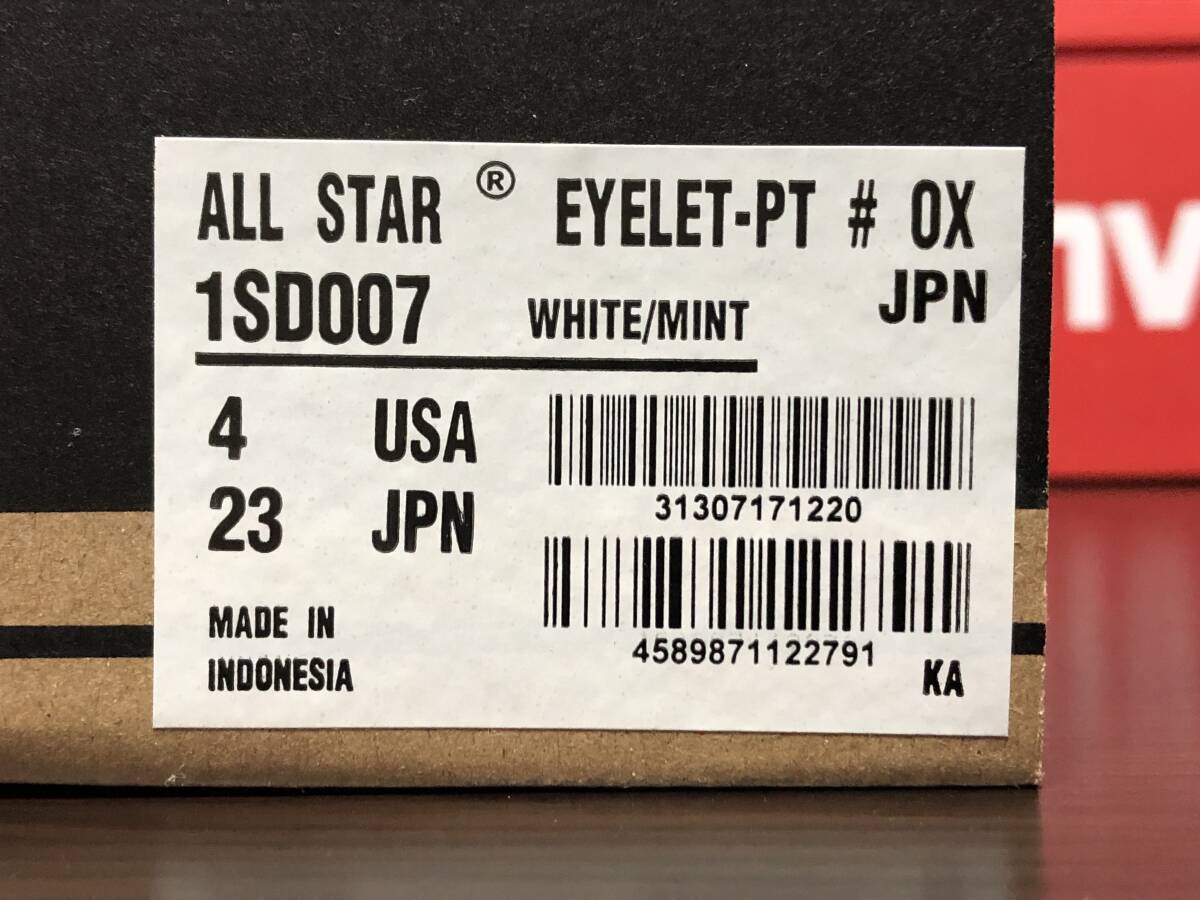 ALL STAR ® EYELET-PT # OX
1SD007 WHITE/MINT JPN
4 USA
23 JPN
31307171220
4589871122791
MADE IN
INDONESIA
KA
nv